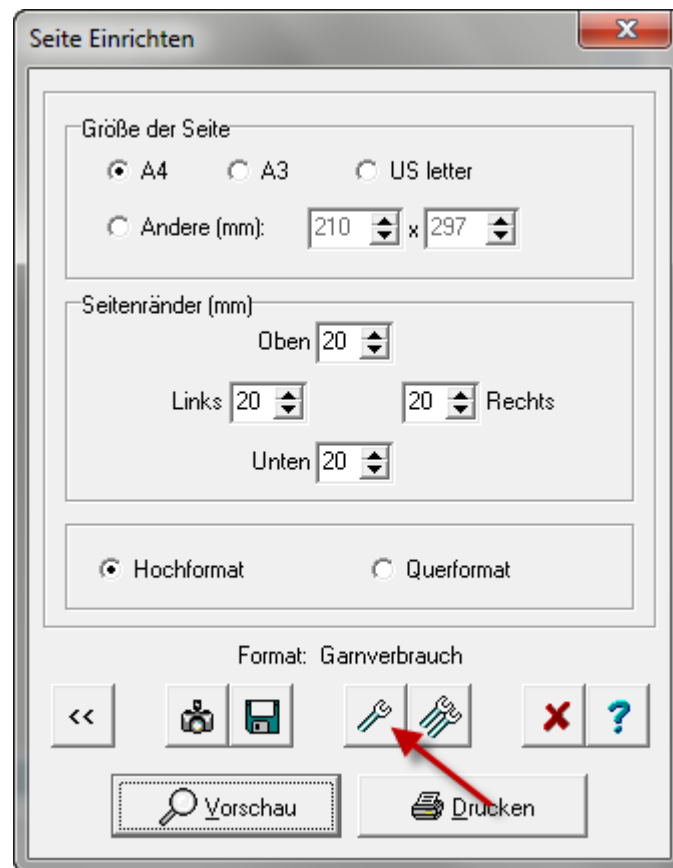 Seite Einrichten
Größe der Seite
A4 A3 US letter
Andere (mm): 210 x 297
Seitenränder (mm)
Oben 20
Links 20 20 Rechts
Unten 20
Hochformat Querformat
Format: Garnverbrauch
<< ?
Vorschau Drucken